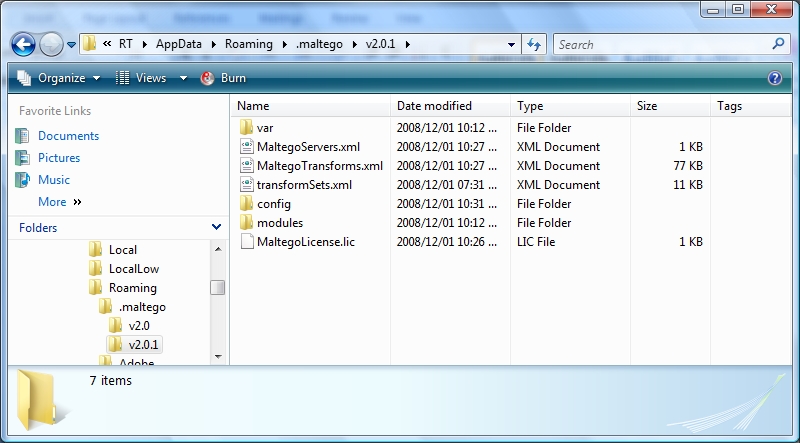 « RT › AppData › Roaming › .maltego › v2.0.1 › Search
Organize Views Burn
Favorite Links
Documents
Pictures
Music
More »
Folders
Local
LocalLow
Roaming
.maltego
v2.0
v2.0.1
Adobe
Name Date modified Type Size Tags
var 2008/12/01 10:12 ... File Folder
MaltegoServers.xml 2008/12/01 10:27 ... XML Document 1 KB
MaltegoTransforms.xml 2008/12/01 10:27 ... XML Document 77 KB
transformSets.xml 2008/12/01 07:31 ... XML Document 11 KB
config 2008/12/01 10:31 ... File Folder
modules 2008/12/01 10:12 ... File Folder
MaltegoLicense.lic 2008/12/01 10:26 ... LIC File 1 KB
7 items